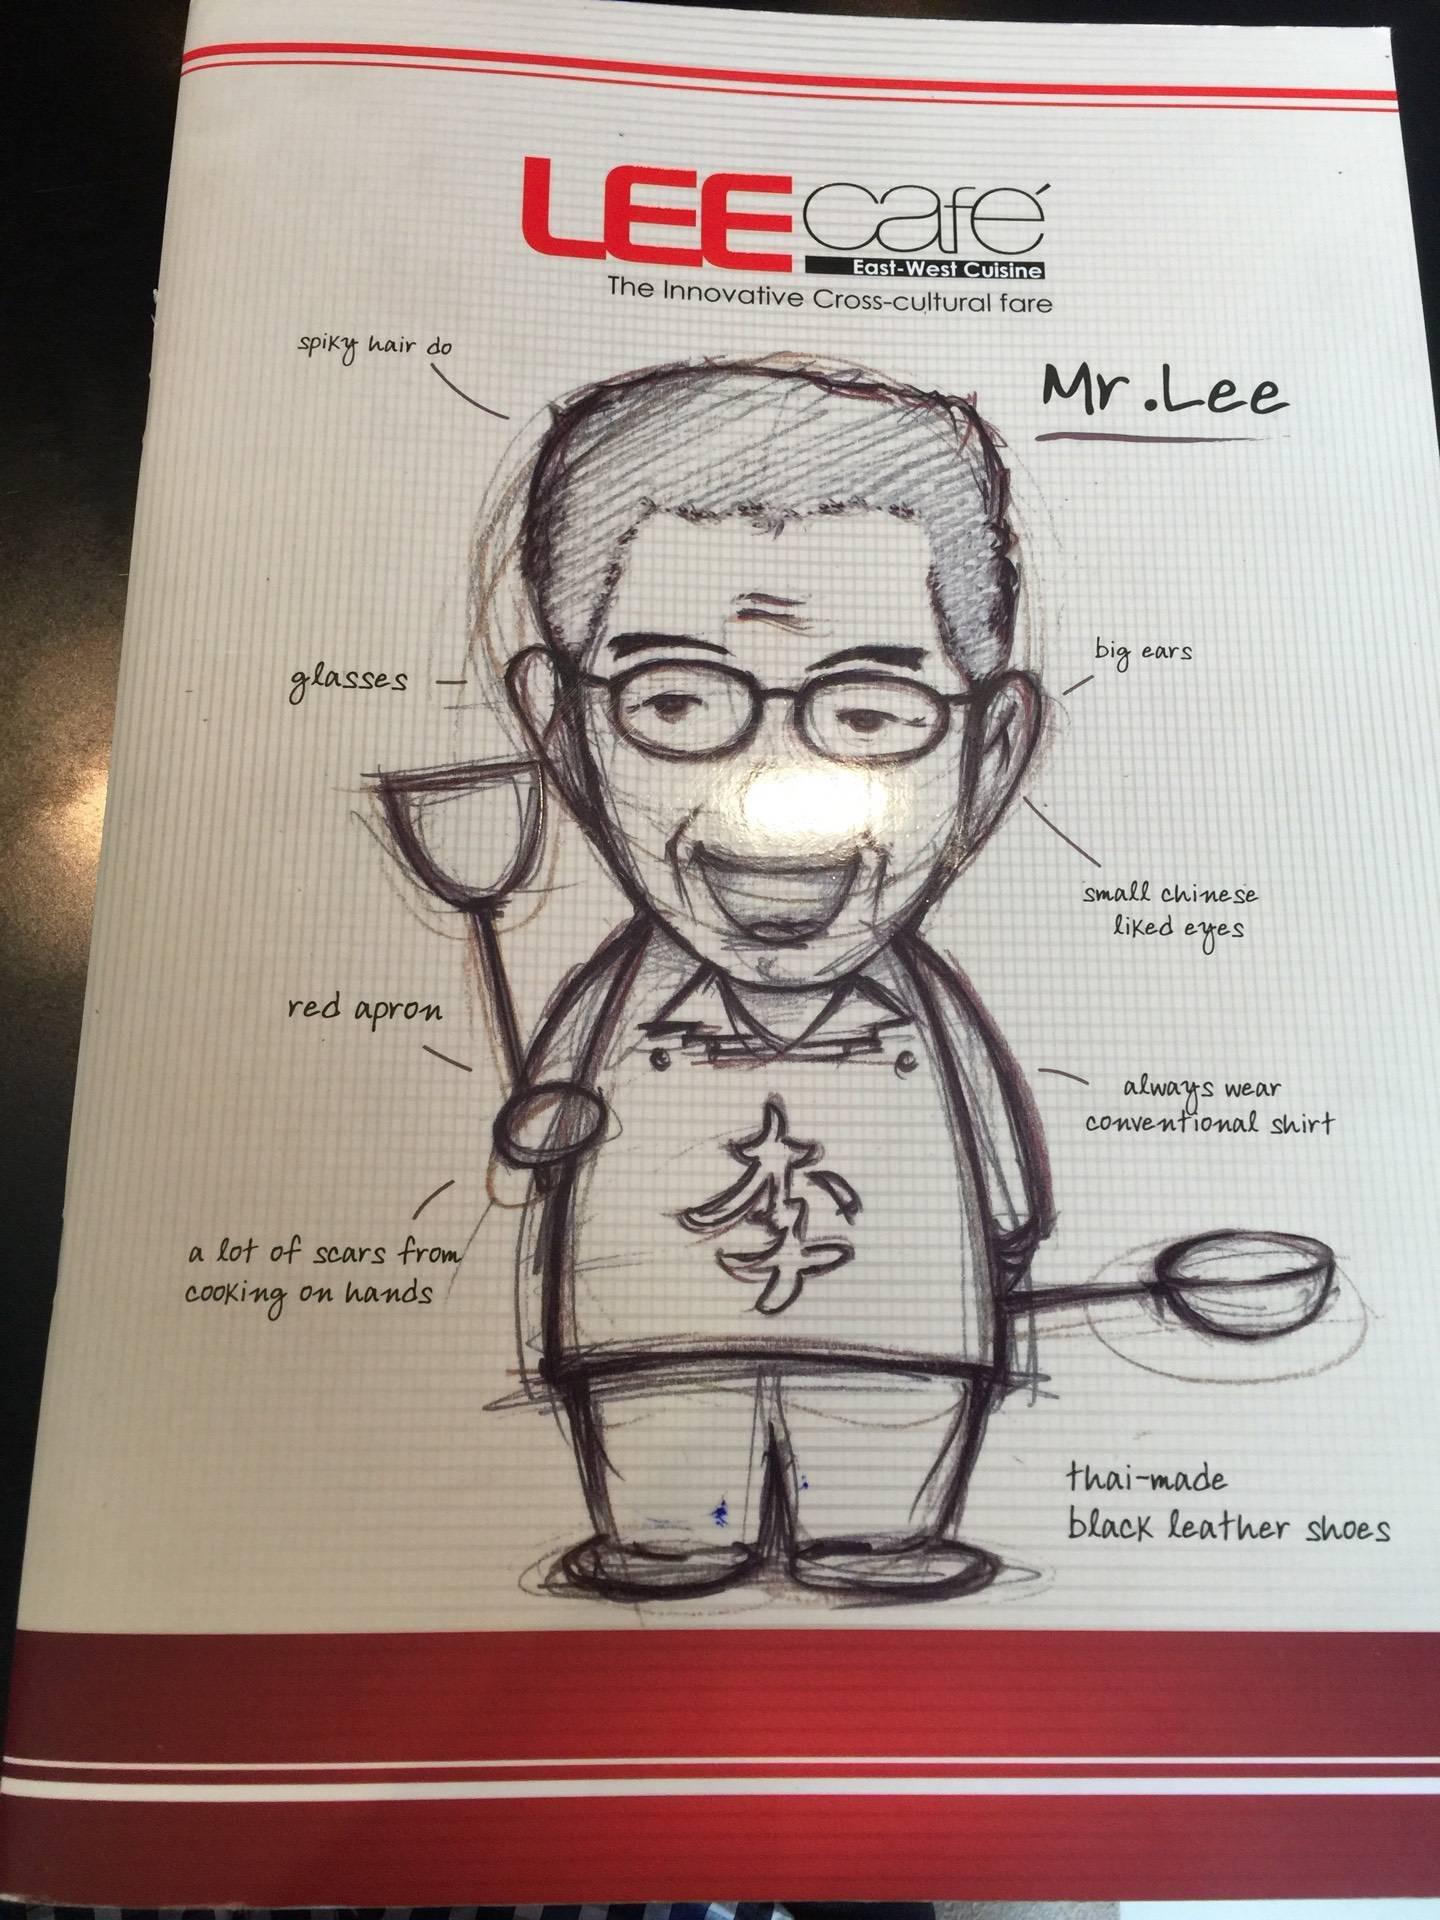 LEE café
East-West Cuisine
The Innovative Cross-cultural fare
spiky hair do
Mr.Lee
glasses
big ears
small chinese
liked eyes
red apron
always wear
conventional shirt
李
a lot of scars from
cooking on hands
thai-made
black leather shoes